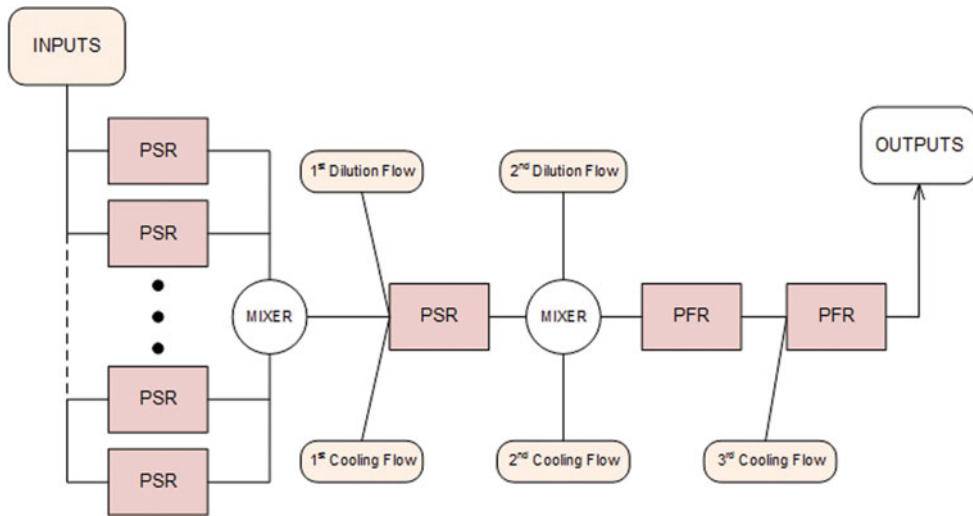 INPUTS
PSR
PSR
PSR
PSR
MIXER
1st Dilution Flow
1st Cooling Flow
PSR
2nd Dilution Flow
MIXER
2nd Cooling Flow
PFR
PFR
3rd Cooling Flow
OUTPUTS